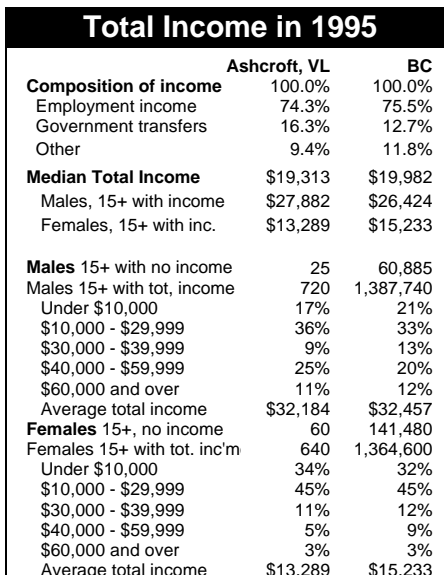 Total Income in 1995
Ashcroft, VL BC
Composition of income 100.0% 100.0%
Employment income 74.3% 75.5%
Government transfers 16.3% 12.7%
Other 9.4% 11.8%
Median Total Income $19,313 $19,982
Males, 15+ with income $27,882 $26,424
Females, 15+ with inc. $13,289 $15,233
Males 15+ with no income 25 60,885
Males 15+ with tot, income 720 1,387,740
Under $10,000 17% 21%
$10,000 - $29,999 36% 33%
$30,000 - $39,999 9% 13%
$40,000 - $59,999 25% 20%
$60,000 and over 11% 12%
Average total income $32,184 $32,457
Females 15+, no income 60 141,480
Females 15+ with tot. inc'm 640 1,364,600
Under $10,000 34% 32%
$10,000 - $29,999 45% 45%
$30,000 - $39,999 11% 12%
$40,000 - $59,999 5% 9%
$60,000 and over 3% 3%
Average total income $13,289 $15,233